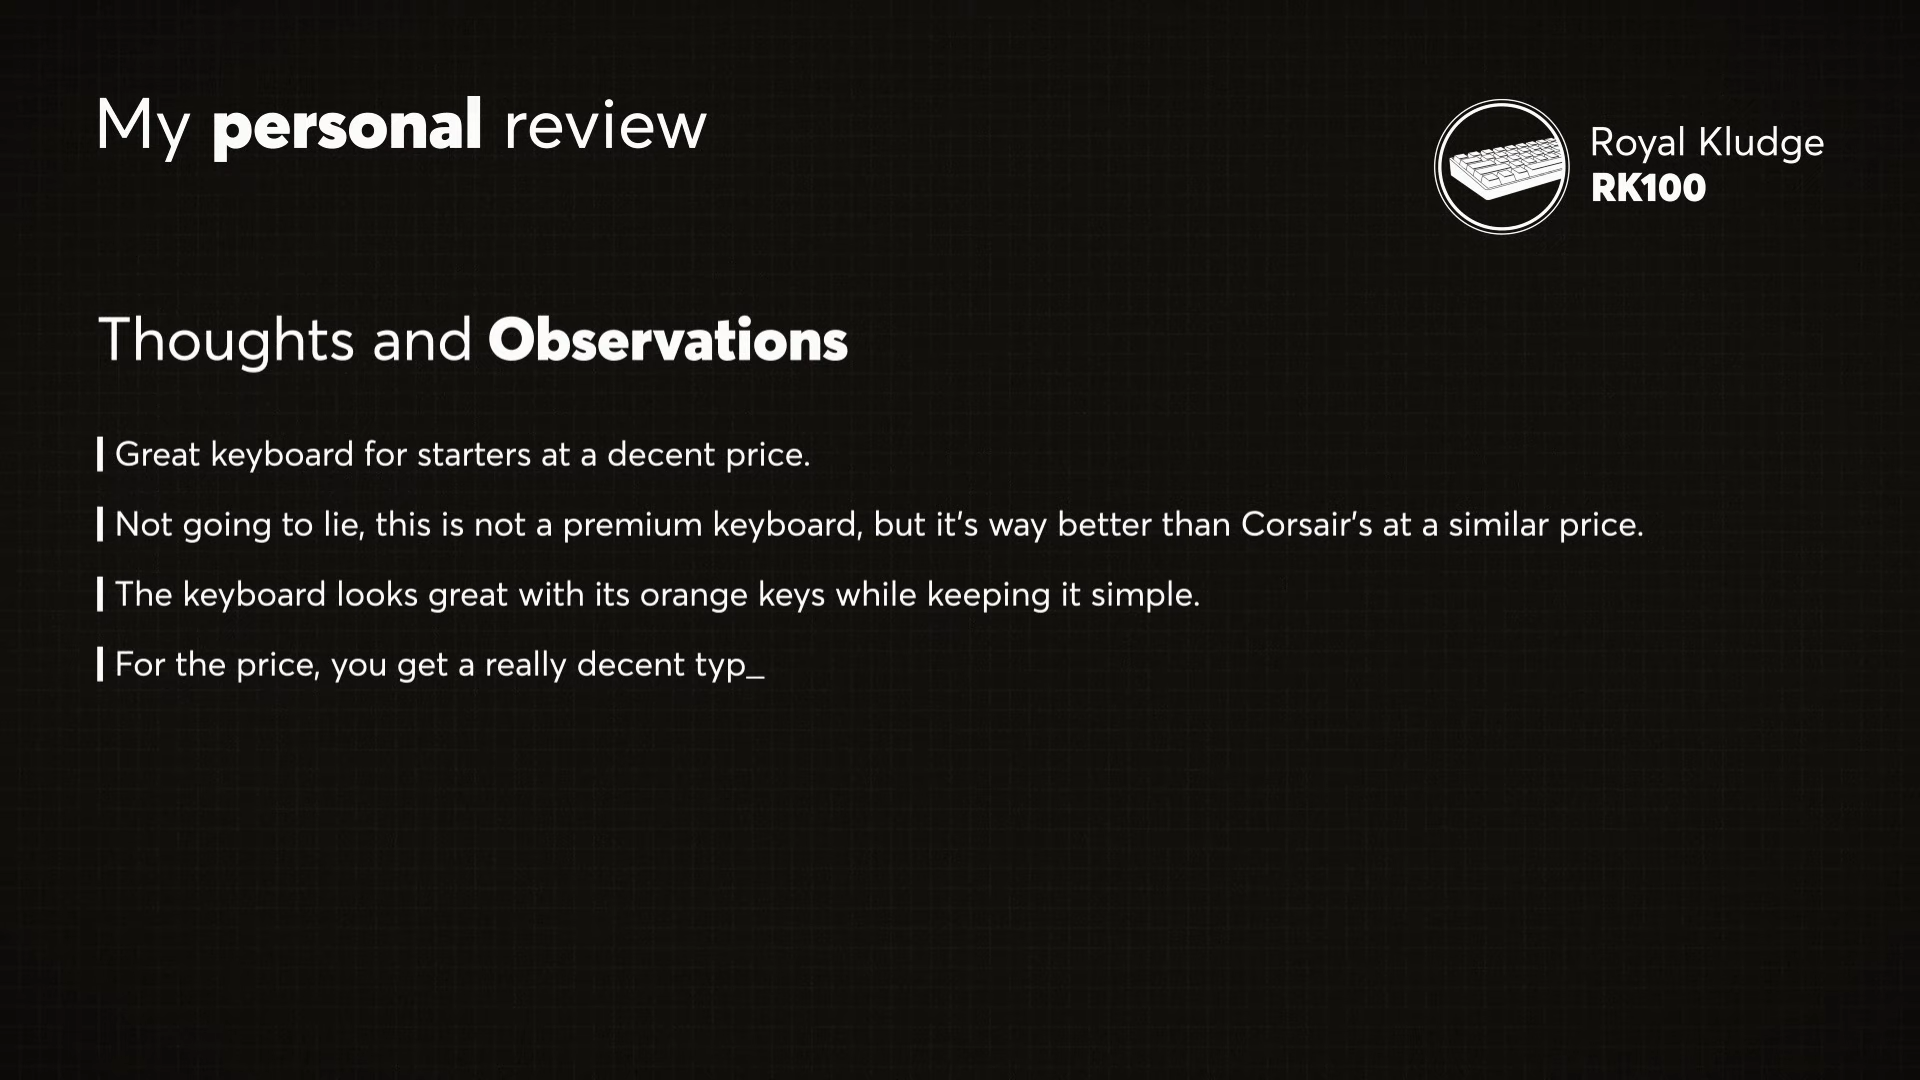 My personal review
Royal Kludge
RK100
Thoughts and Observations
Great keyboard for starters at a decent price.
Not going to lie, this is not a premium keyboard, but it's way better than Corsair's at a similar price.
The keyboard looks great with its orange keys while keeping it simple.
For the price, you get a really decent typ_